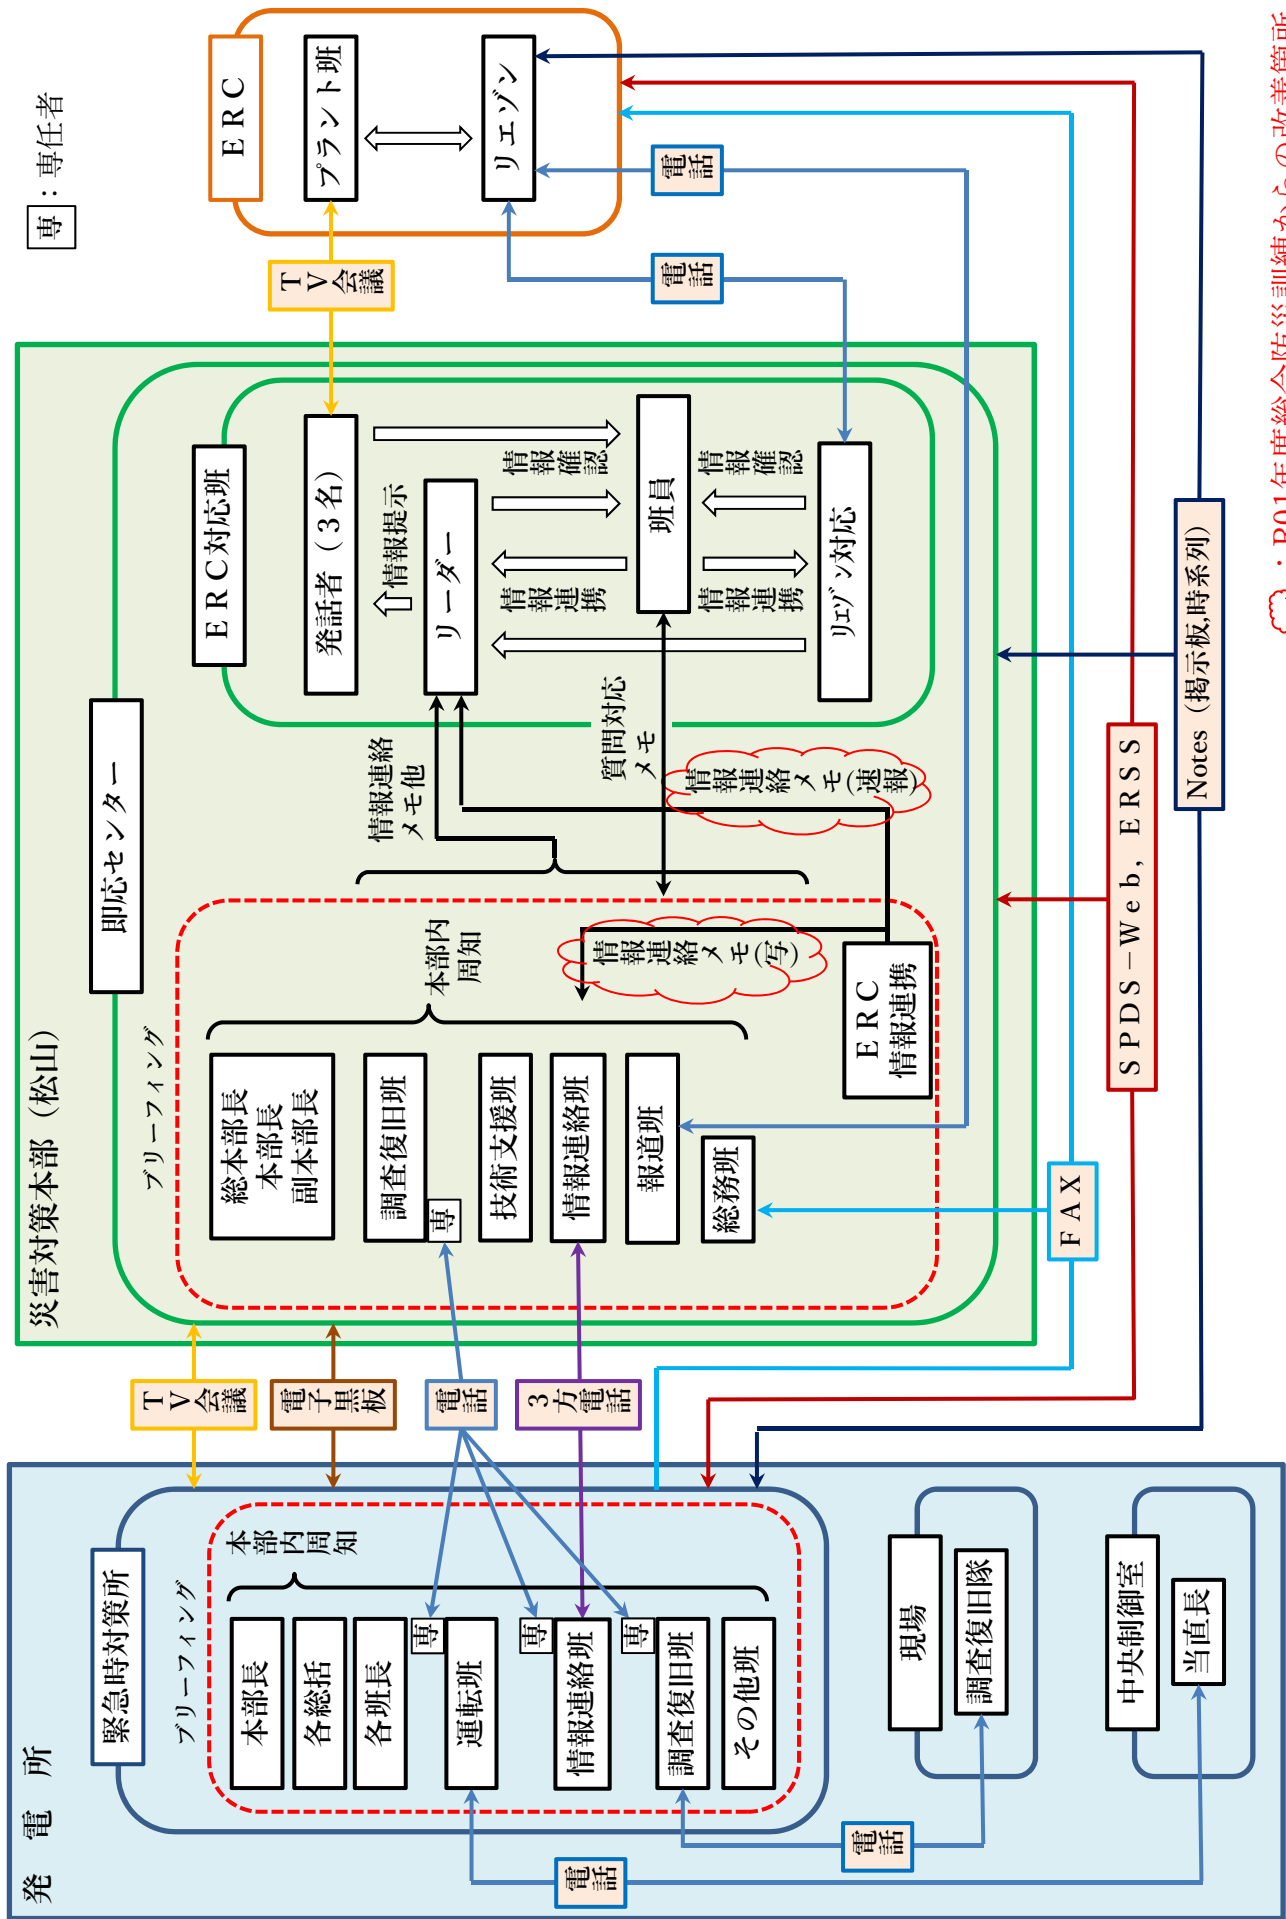 発電所
緊急時対策所
ブリーフィング
本部内
周知
本部長
各総括
各班長
専
運転班
専
情報連絡班
専
調査復旧班
その他班
電話
電話
現場
調査復旧隊
中央制御室
当直長
TV
会議
電子
黒板
電話
3方
電話
災害対策本部（松山）
即応センター
ブリーフィング
総本部長
本部長
副本部長
調査復旧班
専
技術支援班
情報連絡班
報道班
総務班
本部内
周知
情報
連絡
メモ(写)
ERC
情報連携
情報連絡
メモ他
質問対応
メモ
情報
連絡
メモ(速報)
ERC対応班
発話者（3名）
情報提示
リーダー
情報
確認
情報
連携
班員
情報
確認
情報
連携
リエゾン対応
TV
会議
電話
電話
専：専任者
ERC
プラント班
リエゾン
FAX
SPDS－Web，ERSS
Notes（掲示板,時系列）
：R01年度総合防災訓練からの改善箇所